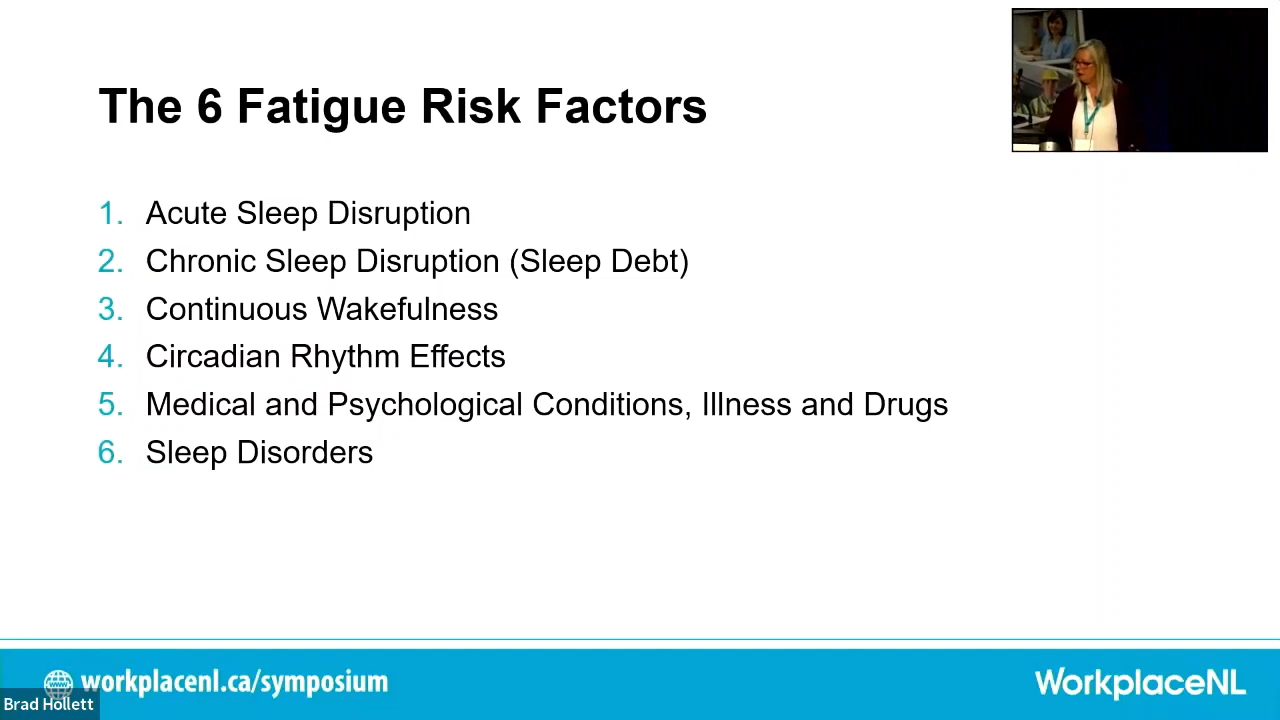 The 6 Fatigue Risk Factors
1. Acute Sleep Disruption
2. Chronic Sleep Disruption (Sleep Debt)
3. Continuous Wakefulness
4. Circadian Rhythm Effects
5. Medical and Psychological Conditions, Illness and Drugs
6. Sleep Disorders
www workplacenl.ca/symposium
WorkplaceNL
Brad Hollett